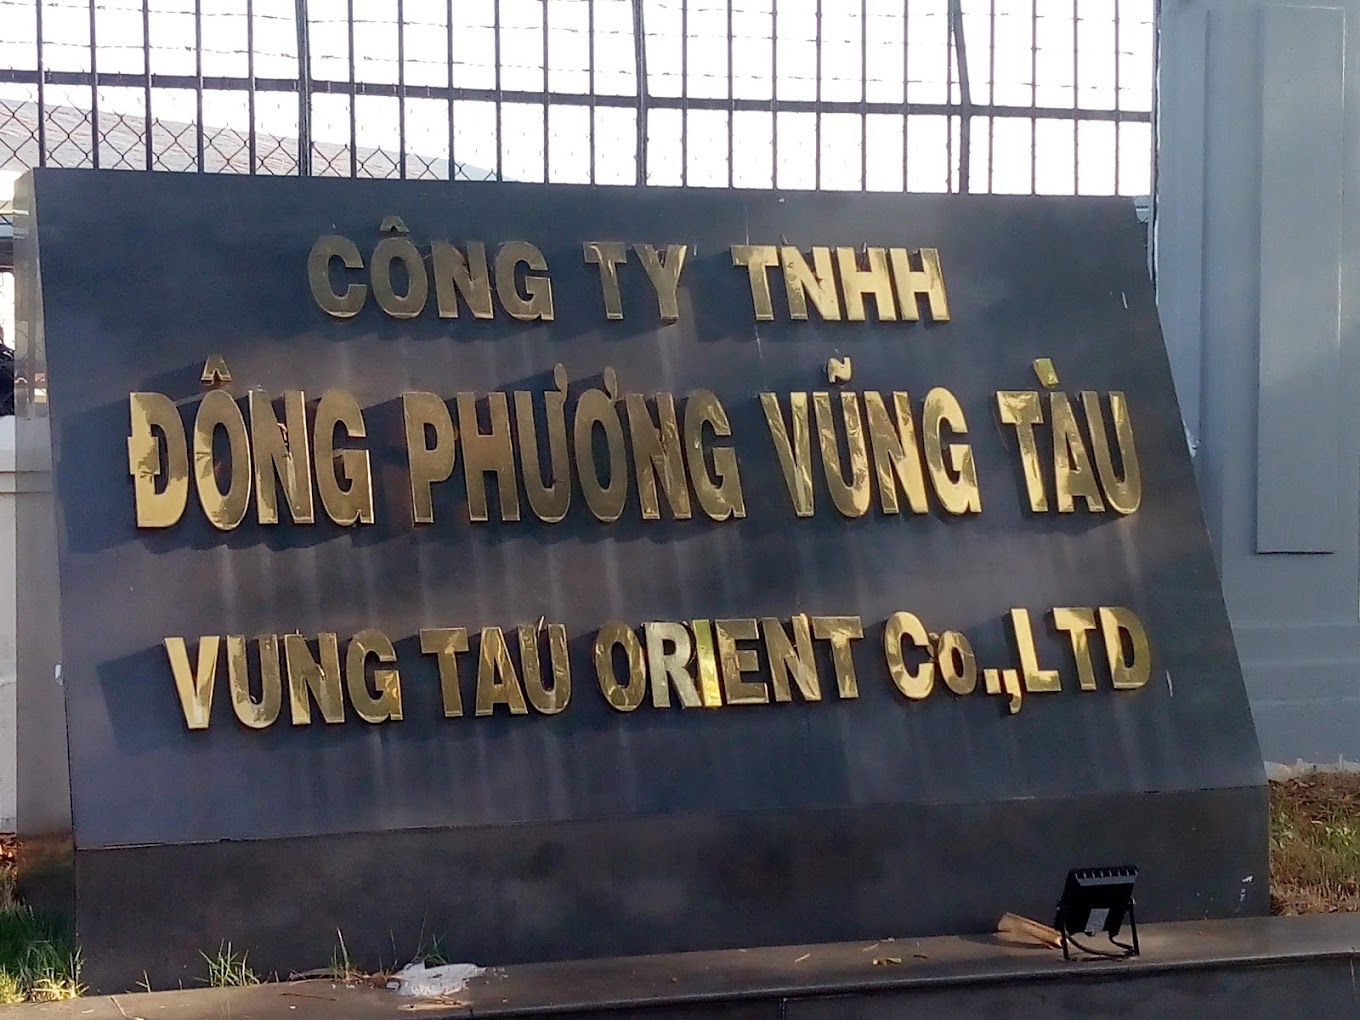 CÔNG TY TNHH
ĐÔNG PHƯƠNG VŨNG TÀU
VUNG TAU ORIENT Co.,LTD